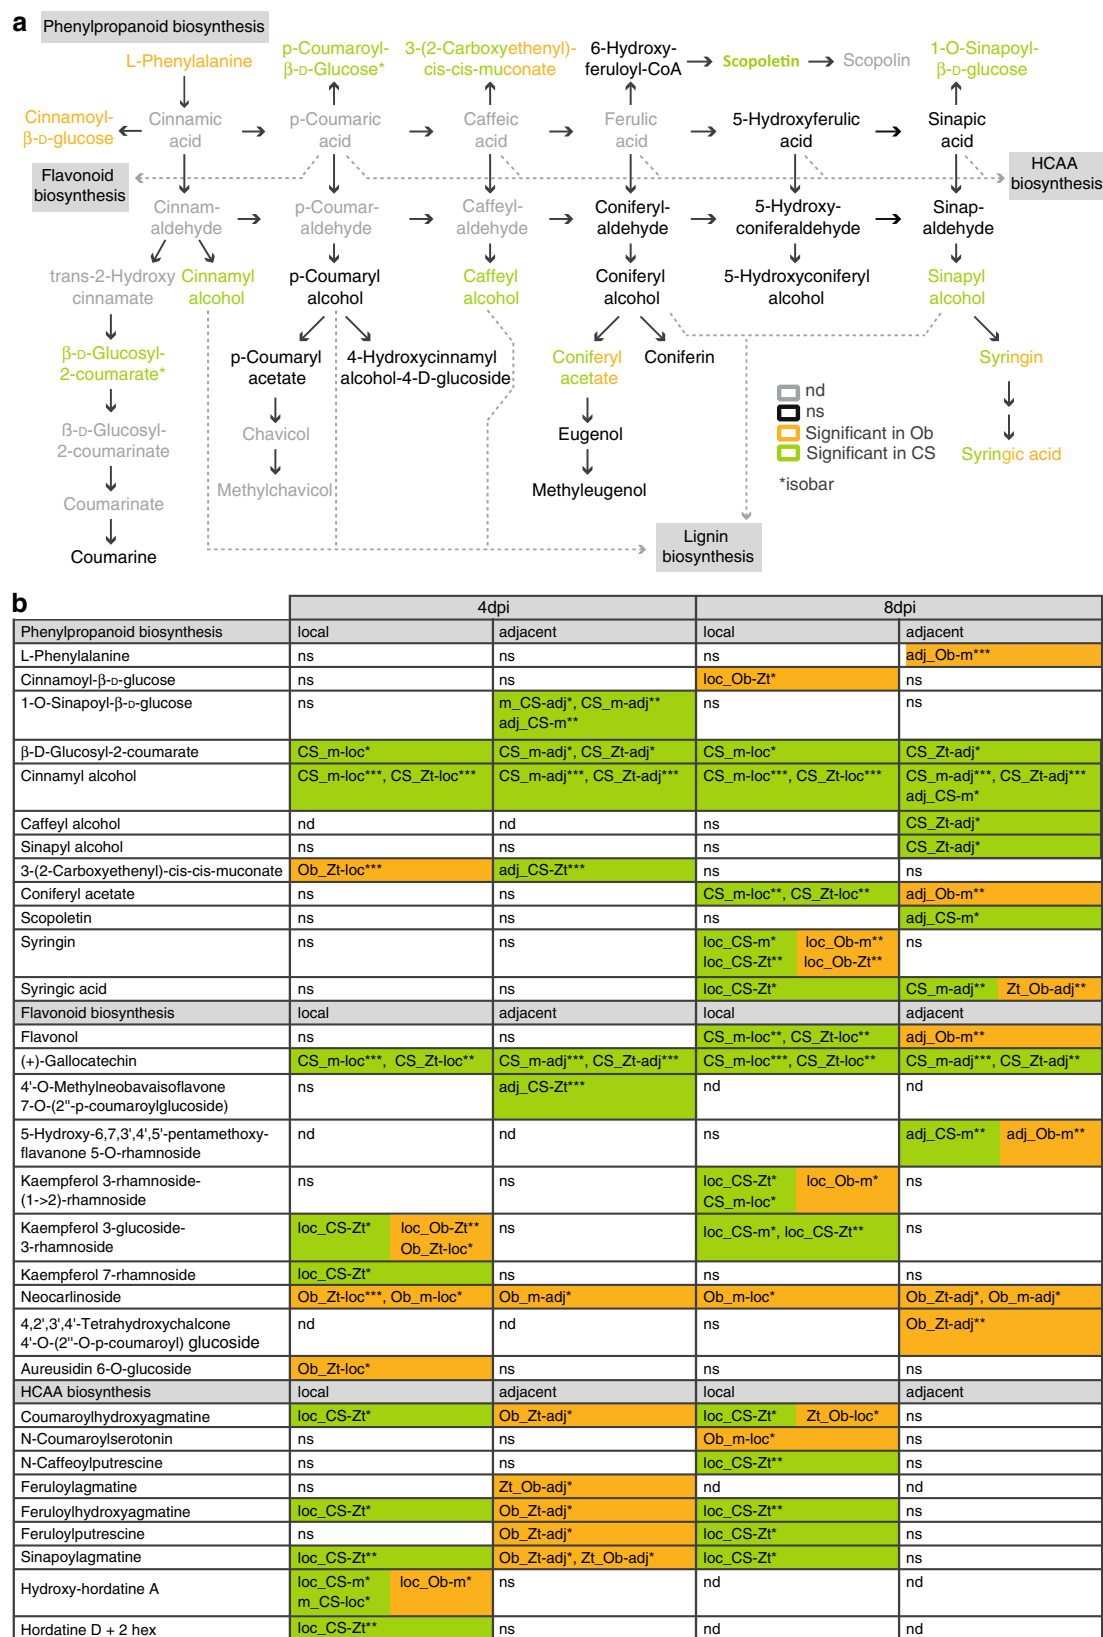 a
Phenylpropanoid biosynthesis
L-Phenylalanine
p-Coumaroyl-
β-D-Glucose*
3-(2-Carboxyethenyl)-
cis-cis-muconate
6-Hydroxy-
feruloyl-CoA
Scopoletin
Scopolin
1-O-Sinapoyl-
β-D-glucose
Cinnamoyl-
β-D-glucose
Cinnamic
acid
p-Coumaric
acid
Caffeic
acid
Ferulic
acid
5-Hydroxyferulic
acid
Sinapic
acid
Flavonoid
biosynthesis
HCAA
biosynthesis
Cinnam-
aldehyde
p-Coumar-
aldehyde
Caffeyl-
aldehyde
Coniferyl-
aldehyde
5-Hydroxy-
coniferaldehyde
Sinap-
aldehyde
trans-2-Hydroxy
cinnamate
Cinnamyl
alcohol
p-Coumaryl
alcohol
Caffeyl
alcohol
Coniferyl
alcohol
5-Hydroxyconiferyl
alcohol
Sinapyl
alcohol
β-D-Glucosyl-
2-coumarate*
p-Coumaryl
acetate
4-Hydroxycinnamyl
alcohol-4-D-glucoside
Coniferyl
acetate
Coniferin
Syringin
nd
ns
Significant in Ob
Significant in CS
*isobar
β-D-Glucosyl-
2-coumarinate
Chavicol
Eugenol
Syringic acid
Coumarinate
Methylchavicol
Methyleugenol
Coumarine
Lignin
biosynthesis
b
4dpi 8dpi
Phenylpropanoid biosynthesis local adjacent local adjacent
L-Phenylalanine ns ns ns adj_Ob-m***
Cinnamoyl-β-D-glucose ns ns loc_Ob-Zt* ns
1-O-Sinapoyl-β-D-glucose ns m_CS-adj*, CS_m-adj** ns ns
adj_CS-m**
β-D-Glucosyl-2-coumarate CS_m-loc* CS_m-adj*, CS_Zt-adj* CS_m-loc* CS_Zt-adj*
Cinnamyl alcohol CS_m-loc***, CS_Zt-loc*** CS_m-adj***, CS_Zt-adj*** CS_m-loc***, CS_Zt-loc*** CS_m-adj***, CS_Zt-adj***
adj_CS-m*
Caffeyl alcohol nd nd ns CS_Zt-adj*
Sinapyl alcohol ns ns ns CS_Zt-adj*
3-(2-Carboxyethenyl)-cis-cis-muconate Ob_Zt-loc*** adj_CS-Zt*** ns ns
Coniferyl acetate ns ns CS_m-loc**, CS_Zt-loc** adj_Ob-m**
Scopoletin ns ns ns adj_CS-m*
Syringin ns ns loc_CS-m* loc_Ob-m** ns
loc_CS-Zt** loc_Ob-Zt**
Syringic acid ns ns loc_CS-Zt* CS_m-adj** Zt_Ob-adj**
Flavonoid biosynthesis local adjacent local adjacent
Flavonol ns ns CS_m-loc**, CS_Zt-loc** adj_Ob-m**
(+)-Gallocatechin CS_m-loc***, CS_Zt-loc** CS_m-adj***, CS_Zt-adj*** CS_m-loc***, CS_Zt-loc** CS_m-adj***, CS_Zt-adj**
4'-O-Methylneobavaisoflavone ns adj_CS-Zt*** nd nd
7-O-(2"-p-coumaroylglucoside)
5-Hydroxy-6,7,3',4',5'-pentamethoxy- nd nd ns adj_CS-m** adj_Ob-m**
flavanone 5-O-rhamnoside
Kaempferol 3-rhamnoside- ns ns loc_CS-Zt* loc_Ob-m* ns
(1->2)-rhamnoside CS_m-loc*
Kaempferol 3-glucoside- loc_CS-Zt* loc_Ob-Zt** ns loc_CS-m*, loc_CS-Zt** ns
3-rhamnoside Ob_Zt-loc*
Kaempferol 7-rhamnoside loc_CS-Zt* ns ns ns
Neocarlinoside Ob_Zt-loc***, Ob_m-loc* Ob_m-adj* Ob_m-loc* Ob_Zt-adj*, Ob_m-adj*
4,2',3',4'-Tetrahydroxychalcone nd nd ns Ob_Zt-adj**
4'-O-(2"-O-p-coumaroyl) glucoside
Aureusidin 6-O-glucoside Ob_Zt-loc* ns ns ns
HCAA biosynthesis local adjacent local adjacent
Coumaroylhydroxyagmatine loc_CS-Zt* Ob_Zt-adj* loc_CS-Zt* Zt_Ob-loc* ns
N-Coumaroylserotonin ns ns Ob_m-loc* ns
N-Caffeoylputrescine ns ns loc_CS-Zt** ns
Feruloylagmatine ns Zt_Ob-adj* nd nd
Feruloylhydroxyagmatine loc_CS-Zt* Ob_Zt-adj* loc_CS-Zt** ns
Feruloylputrescine ns Ob_Zt-adj* loc_CS-Zt* ns
Sinapoylagmatine loc_CS-Zt** Ob_Zt-adj*, Zt_Ob-adj* loc_CS-Zt* ns
Hydroxy-hordatine A loc_CS-m* loc_Ob-m* ns nd nd
m_CS-loc*
Hordatine D + 2 hex loc_CS-Zt** ns nd nd